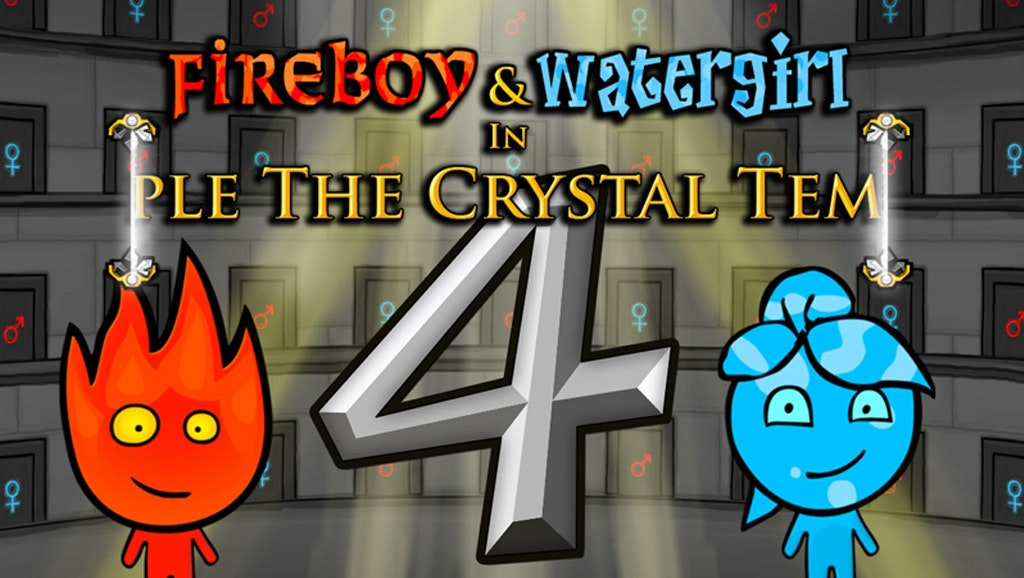 FIREBOY & WATERGIRL
IN
PLE THE CRYSTAL TEM
4